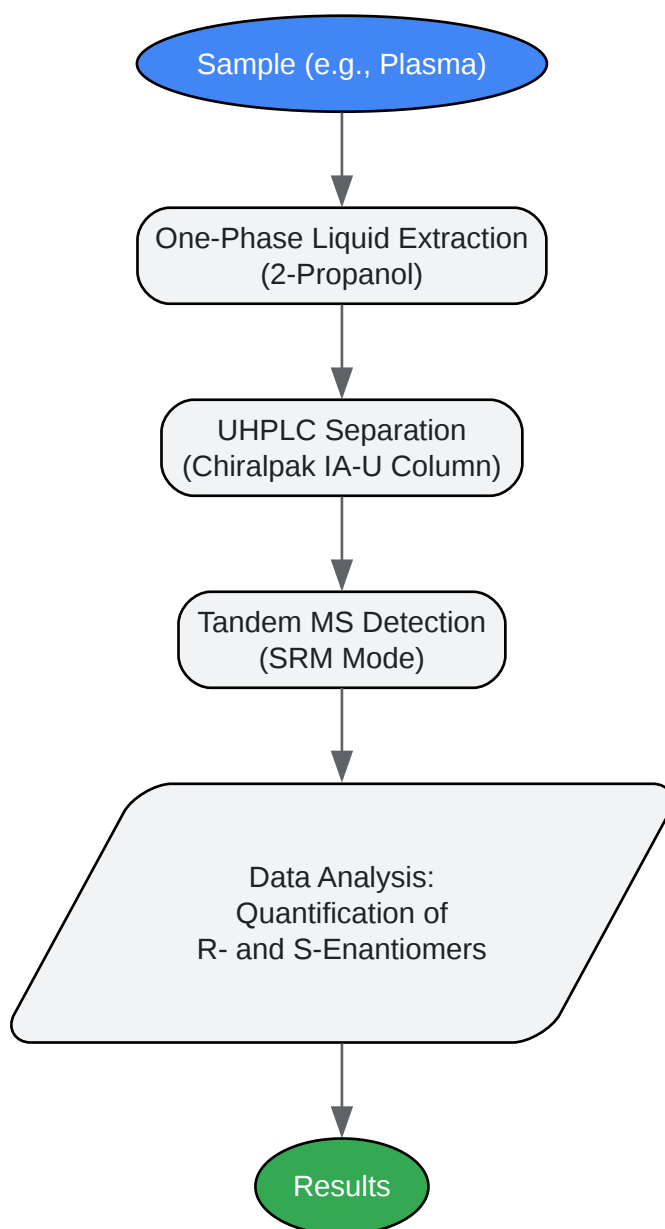 Sample (e.g., Plasma)
One-Phase Liquid Extraction
(2-Propanol)
UHPLC Separation
(Chiralpak IA-U Column)
Tandem MS Detection
(SRM Mode)
Data Analysis:
Quantification of
R- and S-Enantiomers
Results